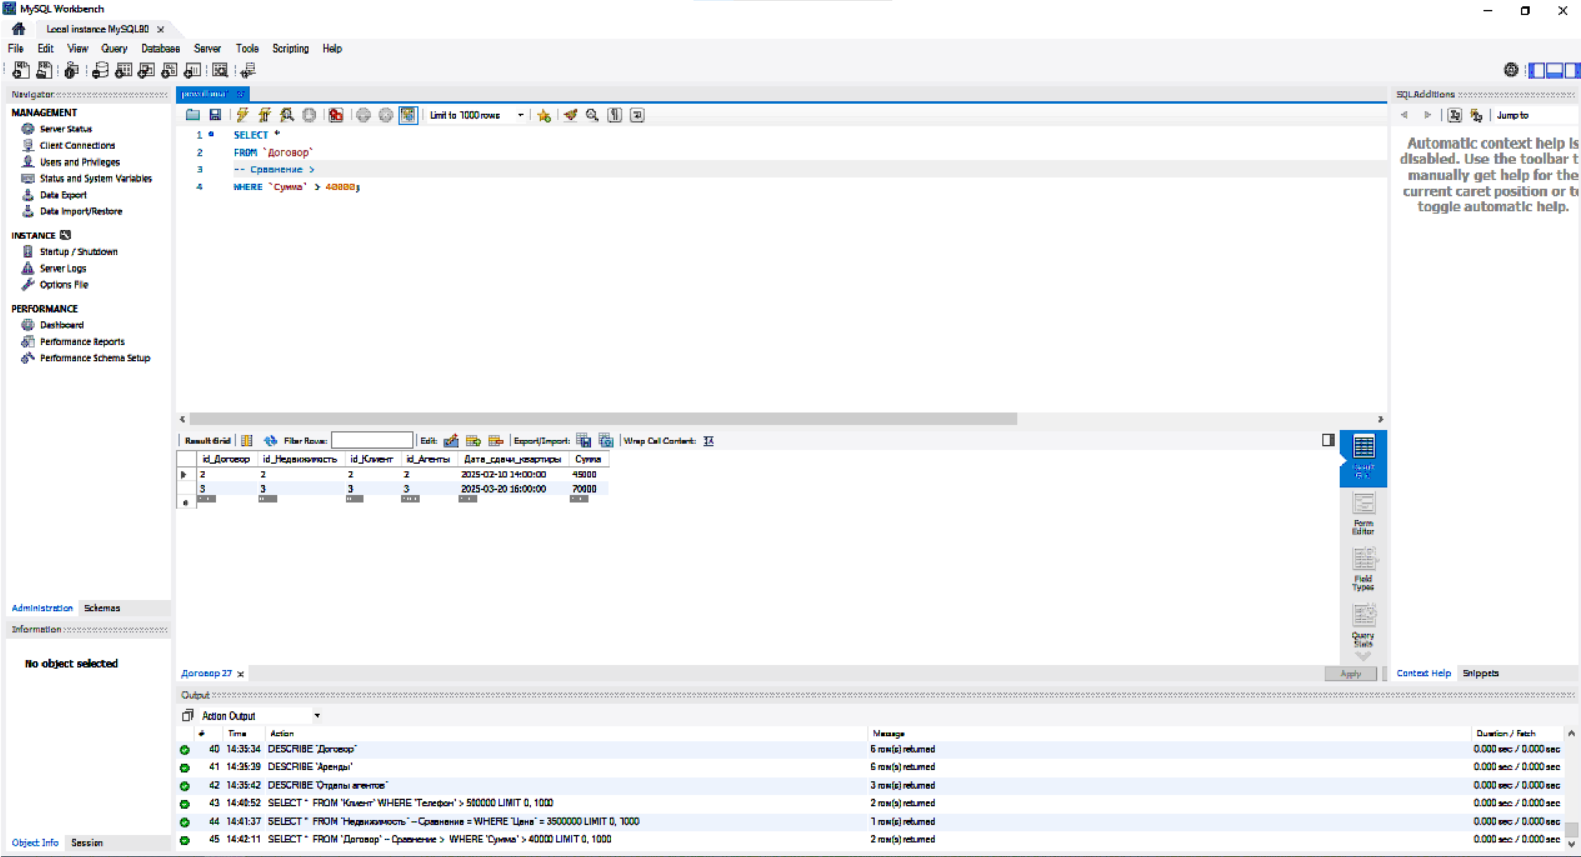 MySQL Workbench
Local instance MySQL80 x
File Edit View Query Database Server Tools Scripting Help
Navigator
SQLAdditions
MANAGEMENT
Server Status
Client Connections
Users and Privileges
Status and System Variables
Data Export
Data Import/Restore
INSTANCE
Startup / Shutdown
Server Logs
Options File
PERFORMANCE
Dashboard
Performance Reports
Performance Schema Setup
Limit to 1000 rows
Jump to
1 SELECT *
2 FROM `Договор`
3 -- Сравнение >
4 WHERE `Сумма` > 40000;
Automatic context help is
disabled. Use the toolbar t
manually get help for the
current caret position or t
toggle automatic help.
Result Grid Filter Rows: Edit: Export/Import: Wrap Cell Content:
id_Договор id_Недвижимость id_Клиент id_Агенты Дата_сдачи_квартиры Сумма
2 2 2 2 2025-02-10 14:00:00 45000
3 3 3 3 2025-03-20 16:00:00 70000
Form
Editor
Field
Types
Query
Stats
Administration Schemas
Information
No object selected
Договор 27 x
Apply
Context Help Snippets
Output
Action Output
# Time Action Message Duration / Fetch
40 14:35:34 DESCRIBE `Договор` 6 row(s) returned 0.000 sec / 0.000 sec
41 14:35:39 DESCRIBE `Аренды` 6 row(s) returned 0.000 sec / 0.000 sec
42 14:35:42 DESCRIBE `Отделы агентов` 3 row(s) returned 0.000 sec / 0.000 sec
43 14:40:52 SELECT * FROM `Клиент` WHERE `Телефон` > 500000 LIMIT 0, 1000 2 row(s) returned 0.000 sec / 0.000 sec
44 14:41:37 SELECT * FROM `Недвижимость` -- Сравнение = WHERE `Цена` = 3500000 LIMIT 0, 1000 1 row(s) returned 0.000 sec / 0.000 sec
45 14:42:11 SELECT * FROM `Договор` -- Сравнение > WHERE `Сумма` > 40000 LIMIT 0, 1000 2 row(s) returned 0.000 sec / 0.000 sec
Object Info Session